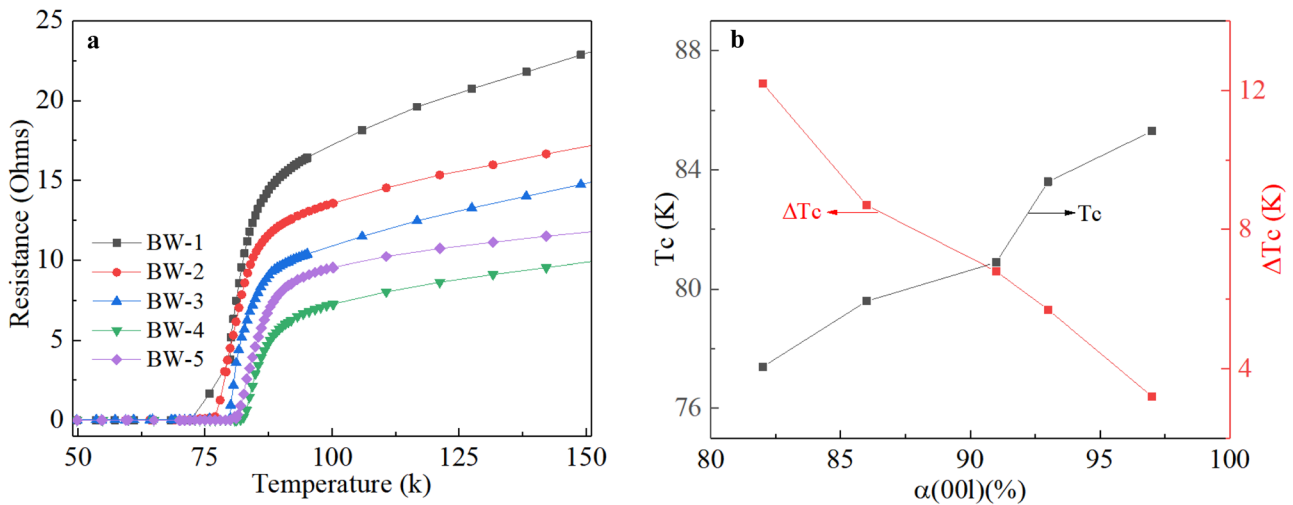 a
Resistance (Ohms)
25
20
15
10
5
0
BW-1
BW-2
BW-3
BW-4
BW-5
50 75 100 125 150
Temperature (k)
b
Tc (K)
88
84
80
76
ΔTc
Tc
12
8
4
ΔTc (K)
80 85 90 95 100
α(00l)(%)